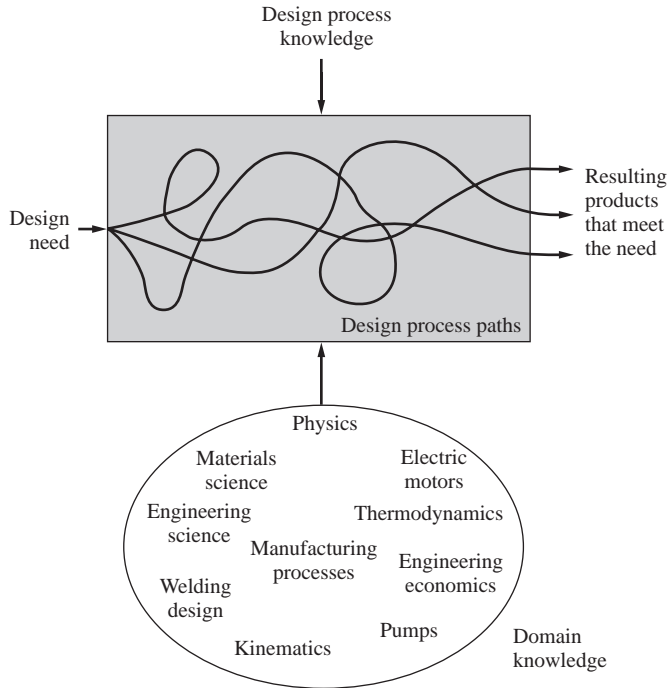 Design process
knowledge
Design
need
Resulting
products
that meet
the need
Design process paths
Physics
Materials
science
Electric
motors
Engineering
science
Thermodynamics
Manufacturing
processes
Engineering
economics
Welding
design
Kinematics
Pumps
Domain
knowledge